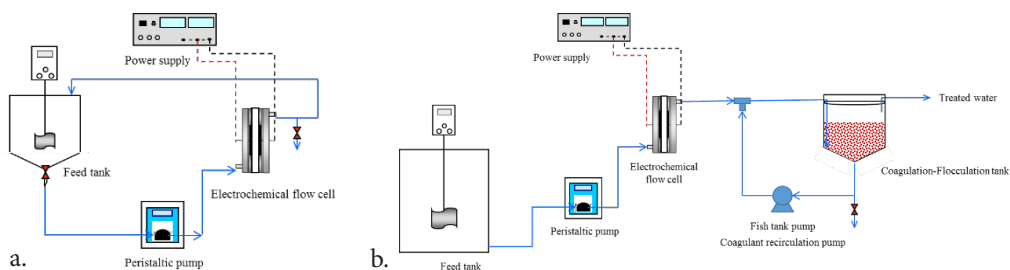 a.
Power supply
Feed tank
Electrochemical flow cell
Peristaltic pump
b.
Power supply
Treated water
Electrochemical
flow cell
Coagulation-Flocculation tank
Peristaltic pump
Fish tank pump
Coagulant recirculation pump
Feed tank